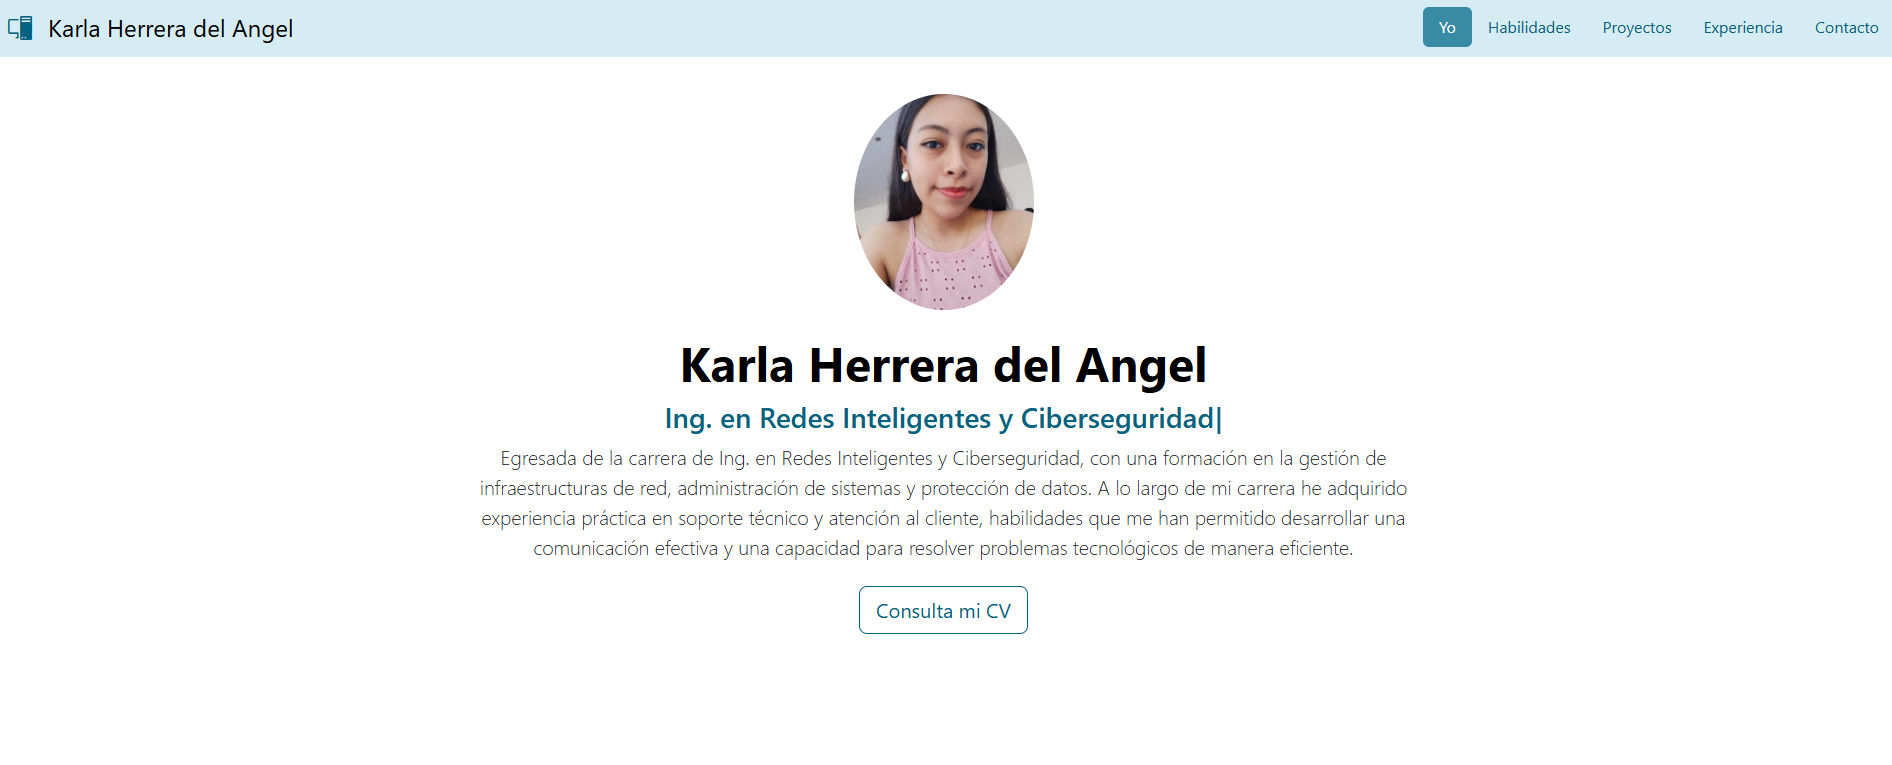 Karla Herrera del Angel
Yo Habilidades Proyectos Experiencia Contacto
Karla Herrera del Angel
Ing. en Redes Inteligentes y Ciberseguridad|
Egresada de la carrera de Ing. en Redes Inteligentes y Ciberseguridad, con una formación en la gestión de
infraestructuras de red, administración de sistemas y protección de datos. A lo largo de mi carrera he adquirido
experiencia práctica en soporte técnico y atención al cliente, habilidades que me han permitido desarrollar una
comunicación efectiva y una capacidad para resolver problemas tecnológicos de manera eficiente.
Consulta mi CV